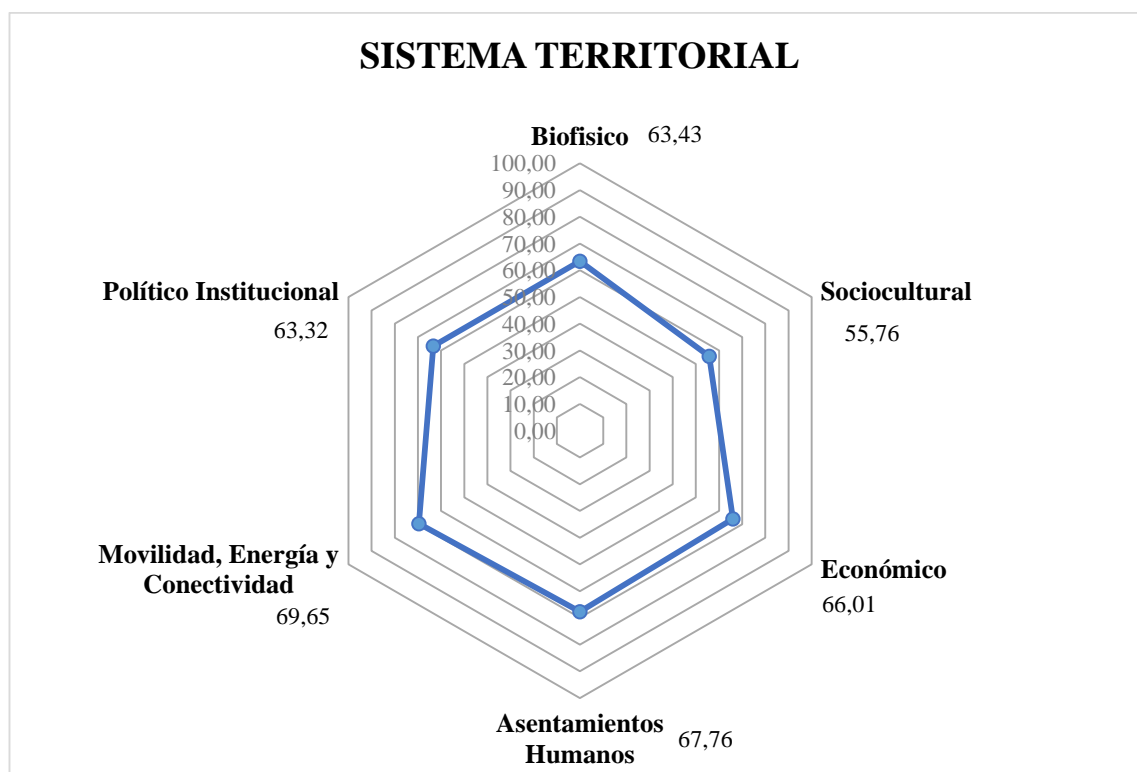 SISTEMA TERRITORIAL
Biofisico 63,43
100,00
90,00
80,00
70,00
60,00
50,00
40,00
30,00
20,00
10,00
0,00
Sociocultural
55,76
Económico
66,01
Asentamientos
Humanos
67,76
Movilidad, Energía y
Conectividad
69,65
Político Institucional
63,32